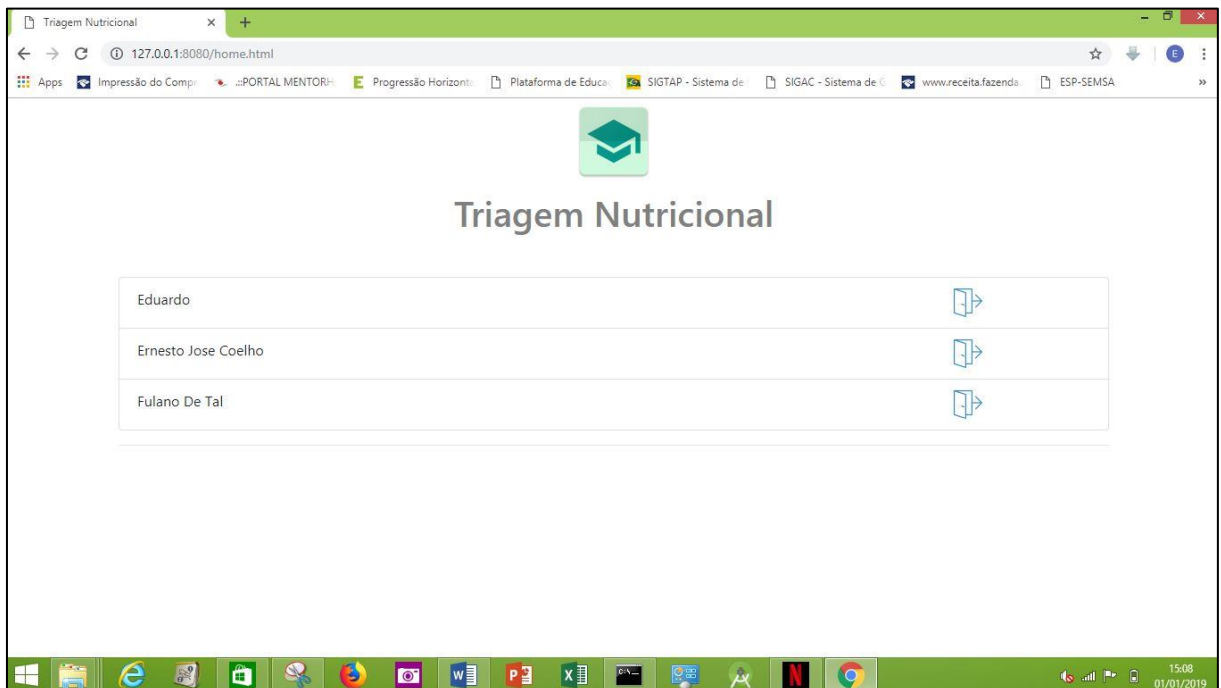 Triagem Nutricional
127.0.0.1:8080/home.html
E
Apps Impressão do Compr .::PORTAL MENTORH E Progressão Horizonta Plataforma de Educaç SIGTAP - Sistema de SIGAC - Sistema de G www.receita.fazenda. ESP-SEMSA »
Triagem Nutricional
Eduardo
Ernesto Jose Coelho
Fulano De Tal
15:08
01/01/2019